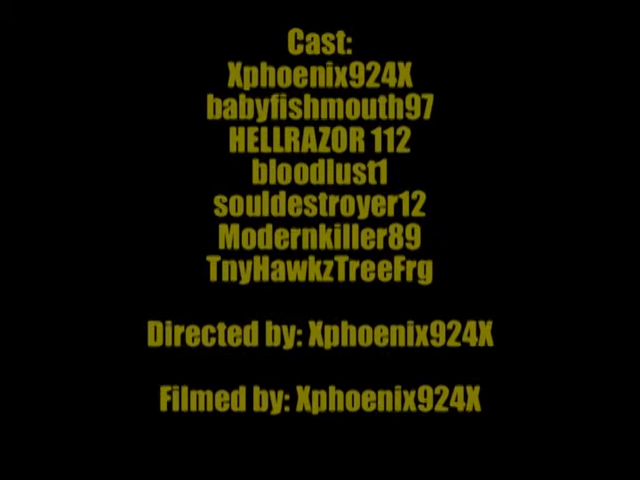 Cast:
Xphoenix924X
babyfishmouth97
HELLRAZOR 112
bloodlust1
souldestroyer12
Modernkiller89
TnyHawkzTreeFrg
Directed by: Xphoenix924X
Filmed by: Xphoenix924X